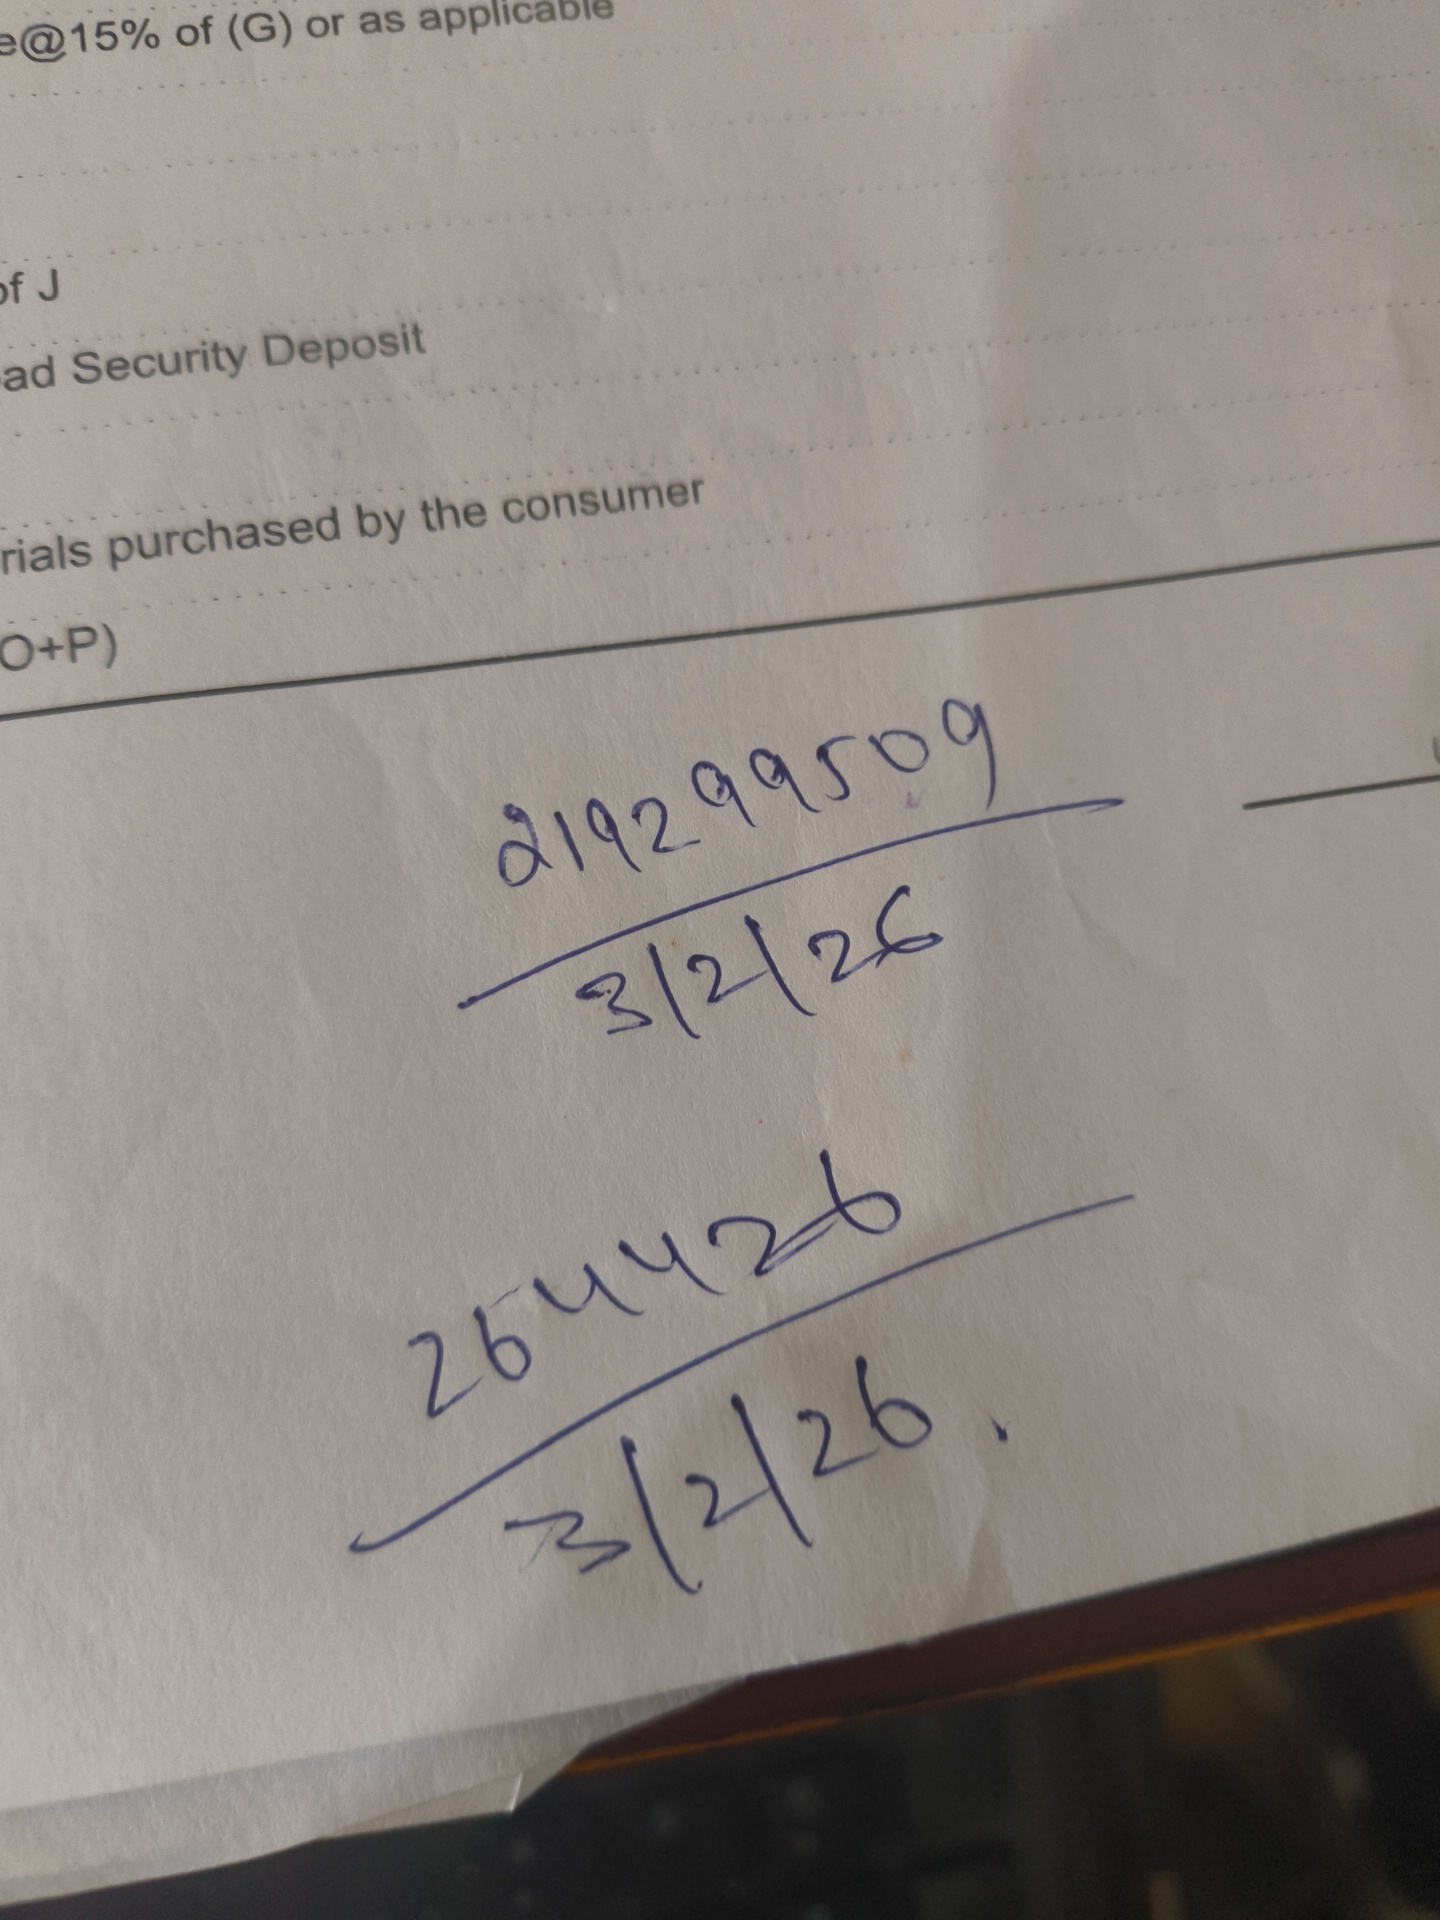 e@15% of (G) or as applicable
of J
ad Security Deposit
rials purchased by the consumer
O+P)
219299509
3/2/26
264426
3/2/26.